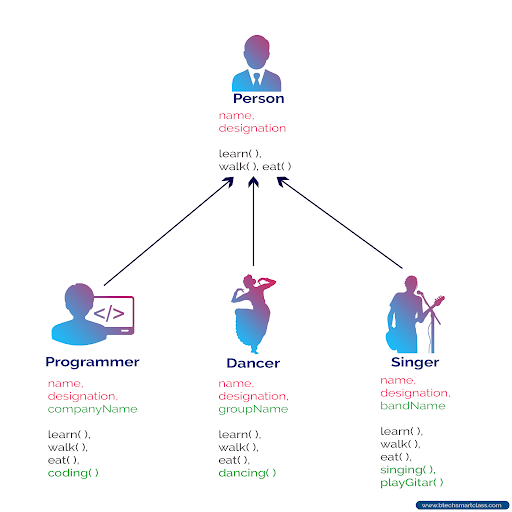 Person
name,
designation
learn( ),
walk( ), eat( )
</>
Programmer
name,
designation,
companyName
learn( ),
walk( ),
eat( ),
coding( )
Dancer
name,
designation,
groupName
learn( ),
walk( ),
eat( ),
dancing( )
Singer
name,
designation,
bandName
learn( ),
walk( ),
eat( ),
singing( ),
playGitar( )
www.btechsmartclass.com